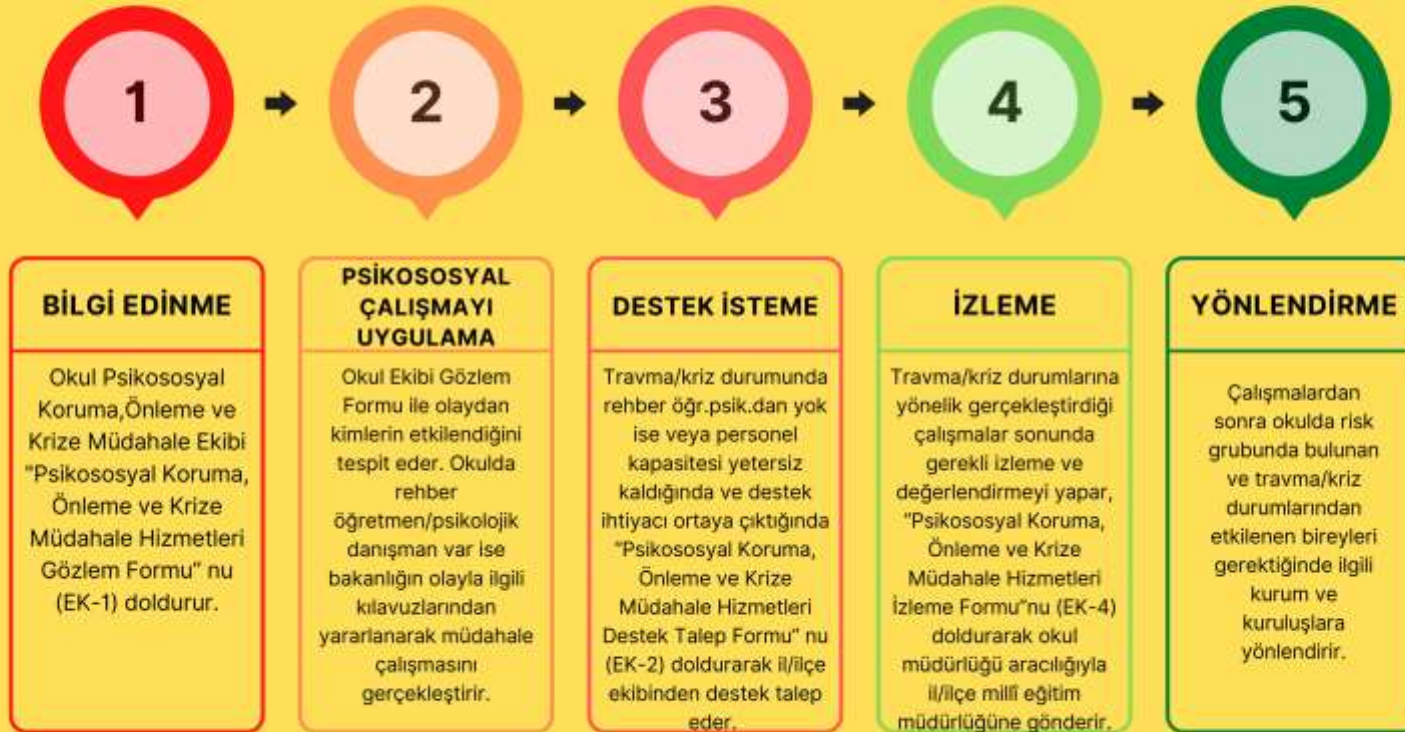 1
2
3
4
5
BİLGİ EDİNME
Okul Psikososyal
Koruma,Önleme ve
Krize Müdahale Ekibi
"Psikososyal Koruma,
Önleme ve Krize
Müdahale Hizmetleri
Gözlem Formu" nu
(EK-1) doldurur.
PSİKOSOSYAL
ÇALIŞMAYI
UYGULAMA
Okul Ekibi Gözlem
Formu ile olaydan
kimlerin etkilendiğini
tespit eder. Okulda
rehber
öğretmen/psikolojik
danışman var ise
bakanlığın olayla ilgili
kılavuzlarından
yararlanarak müdahale
çalışmasını
gerçekleştirir.
DESTEK İSTEME
Travma/kriz durumunda
rehber öğr.psik.dan yok
ise veya personel
kapasitesi yetersiz
kaldığında ve destek
ihtiyacı ortaya çıktığında
"Psikososyal Koruma,
Önleme ve Krize
Müdahale Hizmetleri
Destek Talep Formu" nu
(EK-2) doldurarak il/ilçe
ekibinden destek talep
eder.
İZLEME
Travma/kriz durumlarına
yönelik gerçekleştirdiği
çalışmalar sonunda
gerekli izleme ve
değerlendirmeyi yapar,
"Psikososyal Koruma,
Önleme ve Krize
Müdahale Hizmetleri
İzleme Formu"nu (EK-4)
doldurarak okul
müdürlüğü aracılığıyla
il/ilçe millî eğitim
müdürlüğüne gönderir.
YÖNLENDİRME
Çalışmalardan
sonra okulda risk
grubunda bulunan
ve travma/kriz
durumlarından
etkilenen bireyleri
gerektiğinde ilgili
kurum ve
kuruluşlara
yönlendirir.